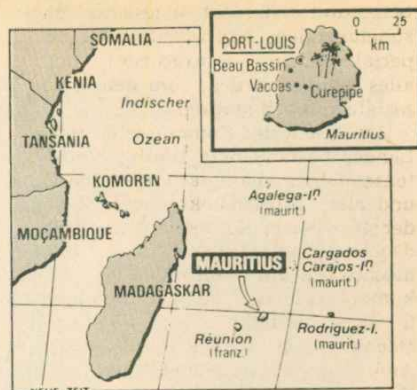 SOMALIA
KENIA
TANSANIA
Indischer
Ozean
KOMOREN
MOÇAMBIQUE
MADAGASKAR
Agalega-Iⁿ
(maurit.)
Cargados
Carajos-Iⁿ
(maurit.)
MAURITIUS
Réunion
(franz.)
Rodriguez-I.
(maurit.)
0 25
km
PORT-LOUIS
Beau Bassin
Vacoas
Curepipe
Mauritius